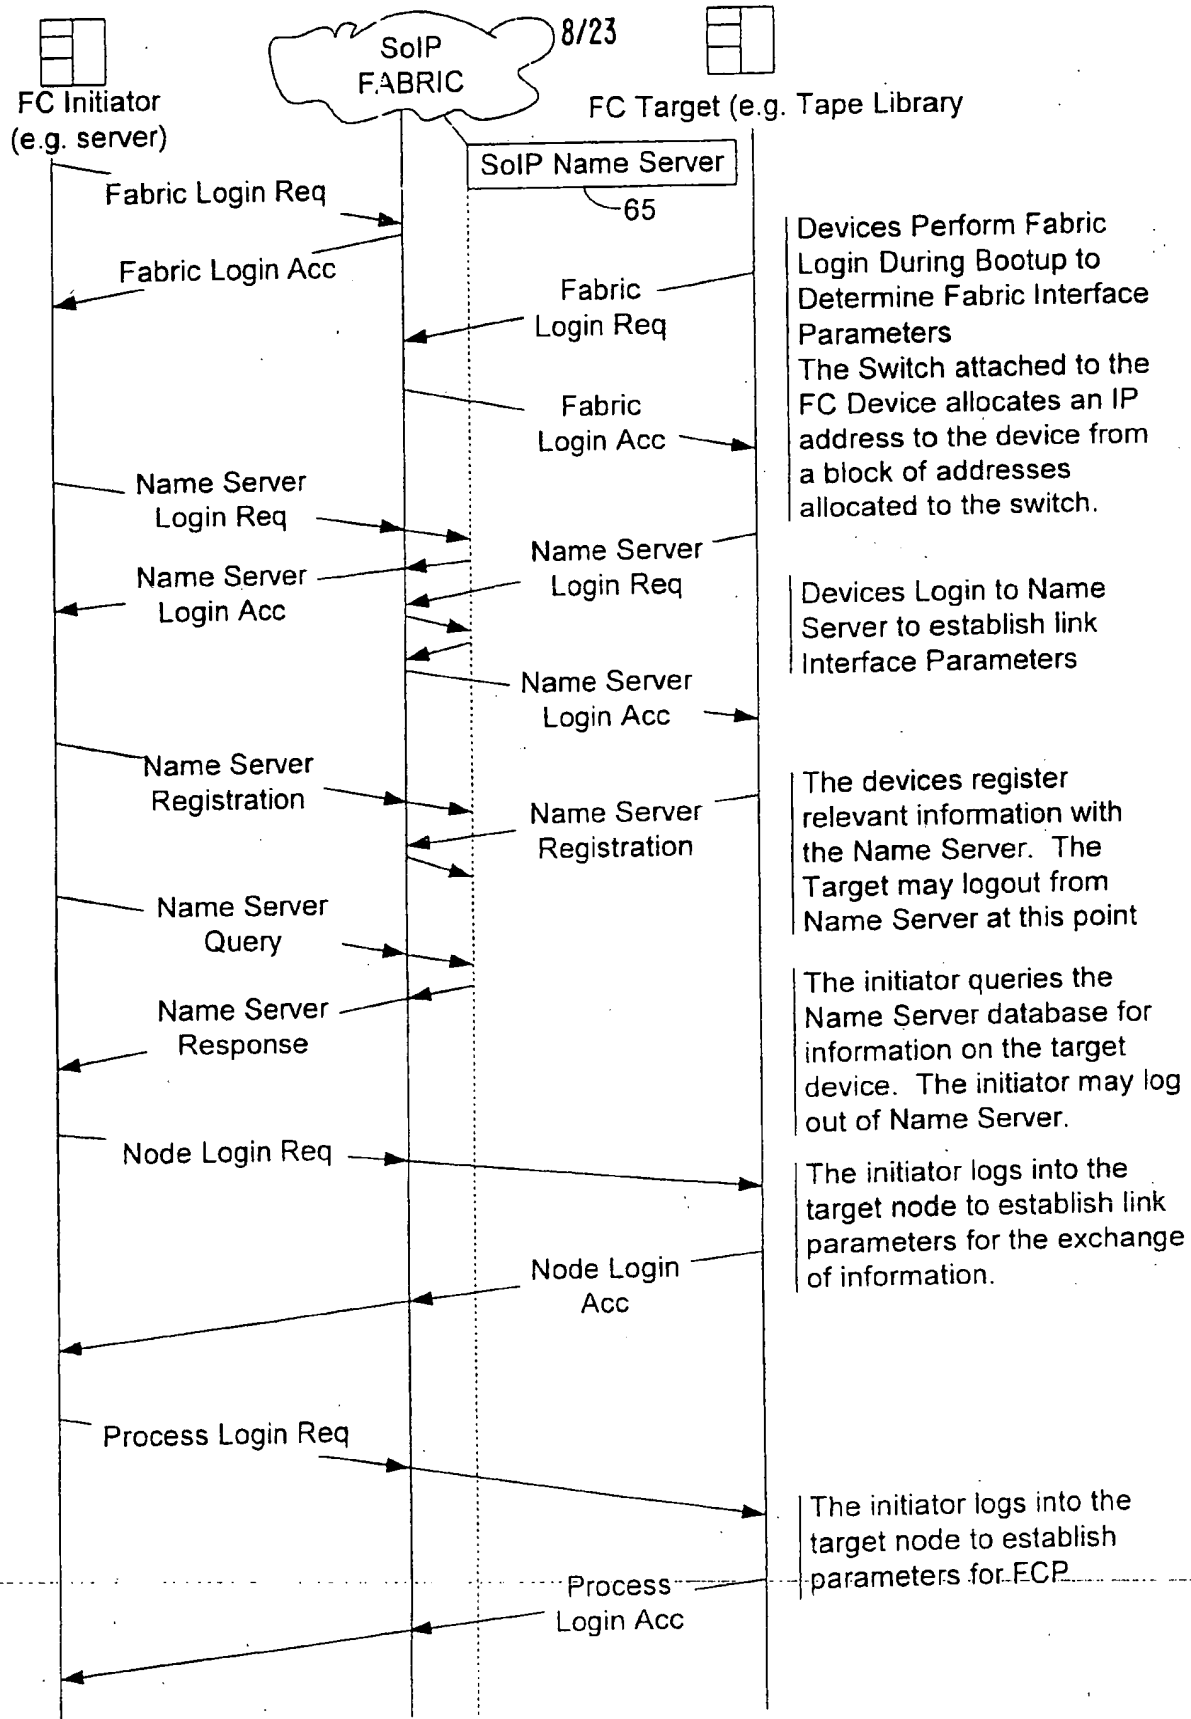 8/23
SoIP
FABRIC
FC Initiator
(e.g. server)
FC Target (e.g. Tape Library
SoIP Name Server
65
Fabric Login Req
Fabric Login Acc
Fabric
Login Req
Fabric
Login Acc
Devices Perform Fabric
Login During Bootup to
Determine Fabric Interface
Parameters
The Switch attached to the
FC Device allocates an IP
address to the device from
a block of addresses
allocated to the switch.
Name Server
Login Req
Name Server
Login Acc
Name Server
Login Req
Name Server
Login Acc
Devices Login to Name
Server to establish link
Interface Parameters
Name Server
Registration
Name Server
Registration
The devices register
relevant information with
the Name Server. The
Target may logout from
Name Server at this point
Name Server
Query
Name Server
Response
The initiator queries the
Name Server database for
information on the target
device. The initiator may log
out of Name Server.
Node Login Req
The initiator logs into the
target node to establish link
parameters for the exchange
of information.
Node Login
Acc
Process Login Req
The initiator logs into the
target node to establish
parameters for FCP
Process
Login Acc